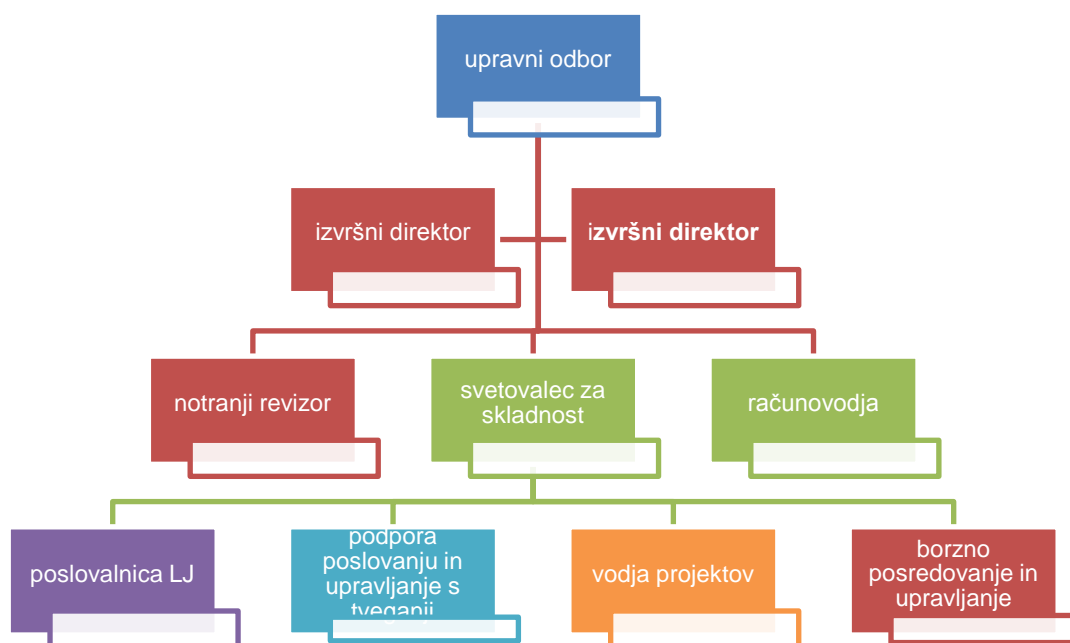 upravni odbor
izvršni direktor
izvršni direktor
notranji revizor
svetovalec za
skladnost
računovodja
poslovalnica LJ
podpora
poslovanju in
upravljanje s
tveganji
vodja projektov
borzno
posredovanje in
upravljanje